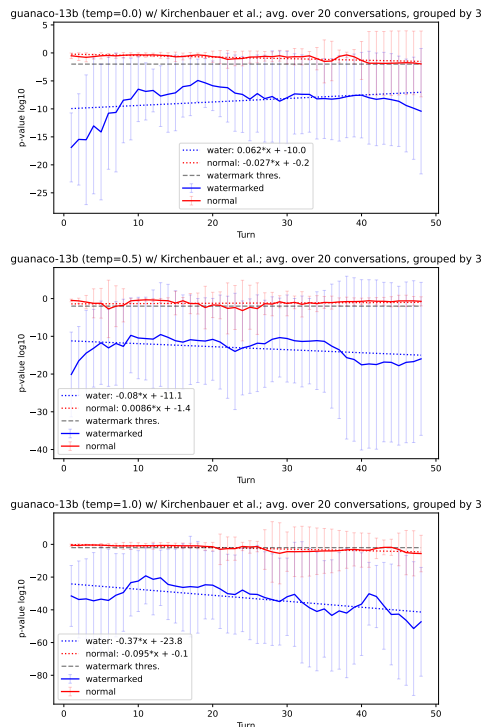 guanaco-13b (temp=0.0) w/ Kirchenbauer et al.; avg. over 20 conversations, grouped by 3
5
0
−5
−10
−15
−20
−25
p-value log10
water: 0.062*x + -10.0
normal: -0.027*x + -0.2
watermark thres.
watermarked
normal
0 10 20 30 40 50
Turn
guanaco-13b (temp=0.5) w/ Kirchenbauer et al.; avg. over 20 conversations, grouped by 3
0
−10
−20
−30
−40
p-value log10
water: -0.08*x + -11.1
normal: 0.0086*x + -1.4
watermark thres.
watermarked
normal
0 10 20 30 40 50
Turn
guanaco-13b (temp=1.0) w/ Kirchenbauer et al.; avg. over 20 conversations, grouped by 3
0
−20
−40
−60
−80
p-value log10
water: -0.37*x + -23.8
normal: -0.095*x + -0.1
watermark thres.
watermarked
normal
0 10 20 30 40 50
Turn